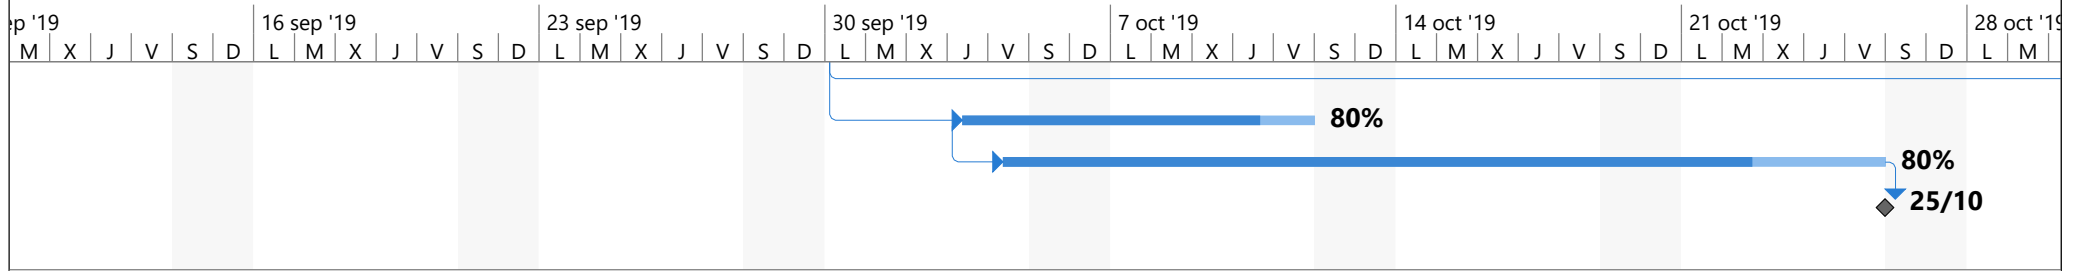 ep '19 16 sep '19 23 sep '19 30 sep '19 7 oct '19 14 oct '19 21 oct '19 28 oct '19
M X J V S D L M X J V S D L M X J V S D L M X J V S D L M X J V S D L M X J V S D L M X J V S D L M
80%
80%
25/10